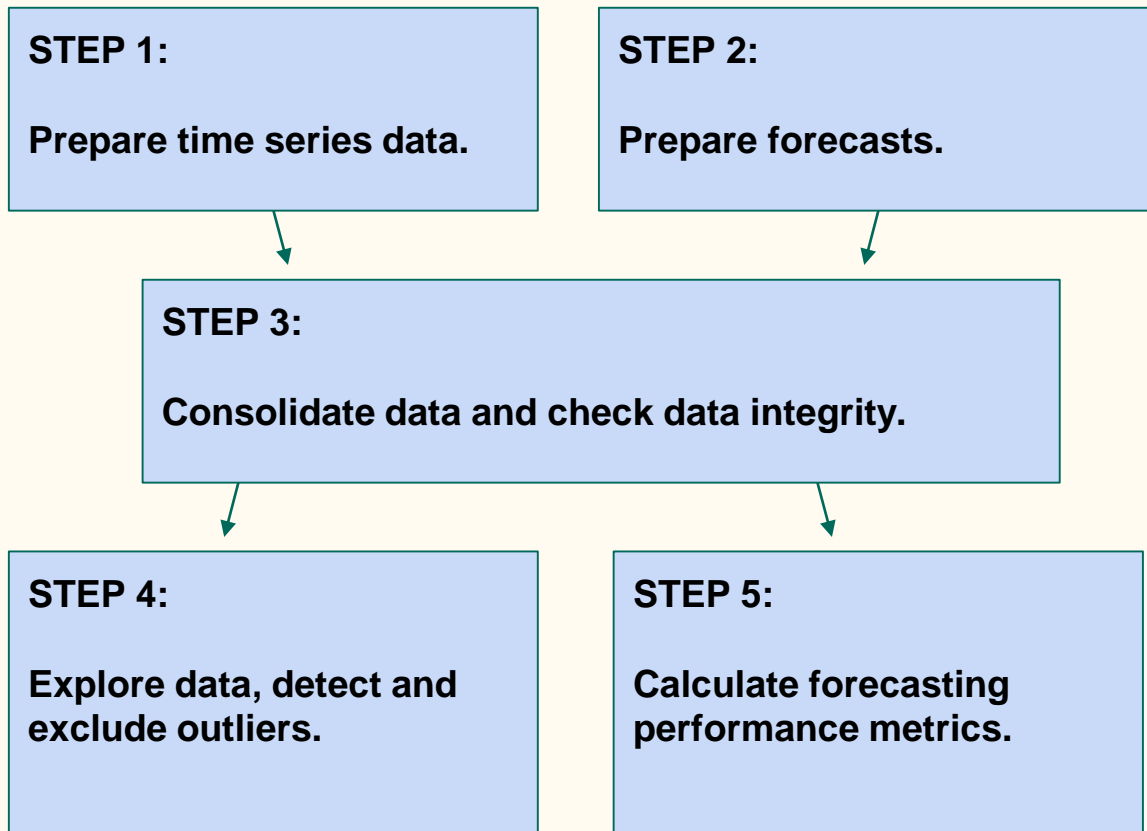 STEP 1:
Prepare time series data.
STEP 2:
Prepare forecasts.
STEP 3:
Consolidate data and check data integrity.
STEP 4:
Explore data, detect and
exclude outliers.
STEP 5:
Calculate forecasting
performance metrics.